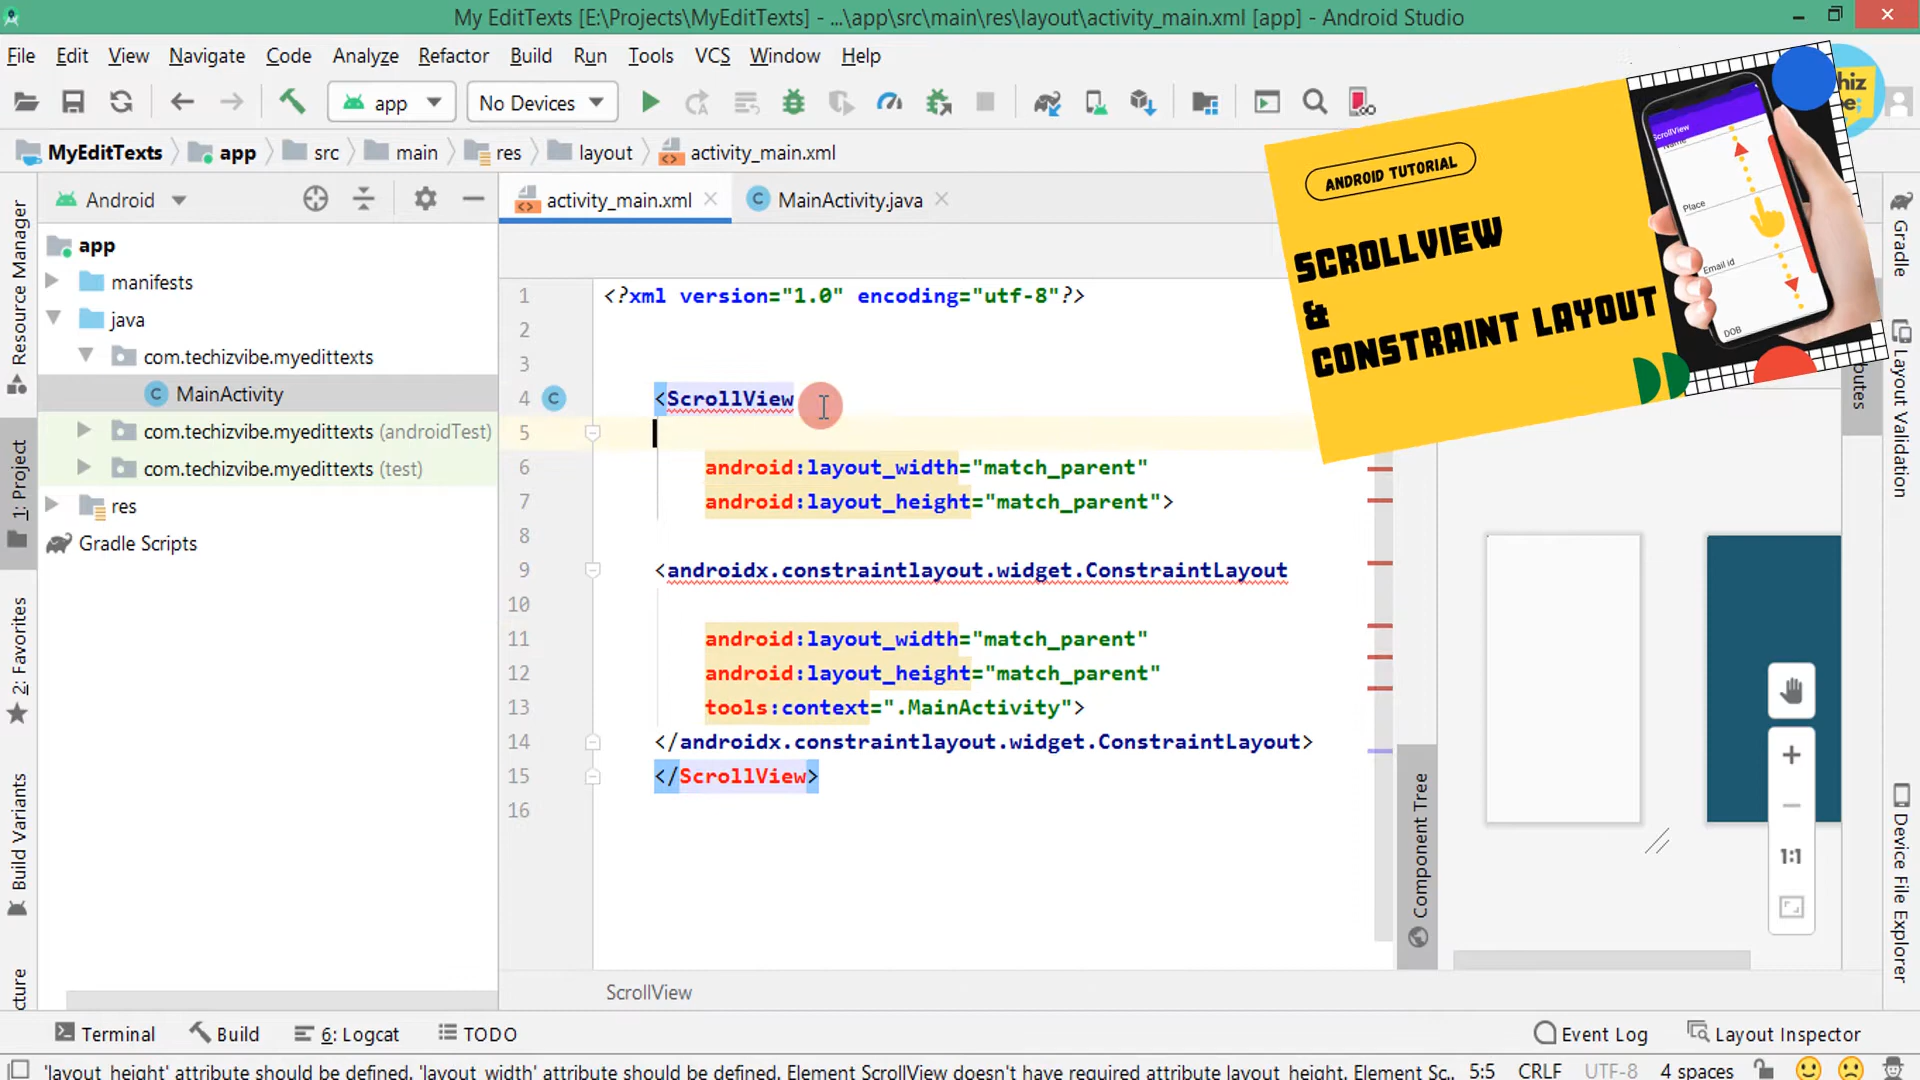 My EditTexts [E:\Projects\MyEditTexts] - ...\app\src\main\res\layout\activity_main.xml [app] - Android Studio
File Edit View Navigate Code Analyze Refactor Build Run Tools VCS Window Help
app No Devices
MyEditTexts app src main res layout activity_main.xml
Android
activity_main.xml MainActivity.java
app
manifests
java
com.techizvibe.myedittexts
MainActivity
com.techizvibe.myedittexts (androidTest)
com.techizvibe.myedittexts (test)
res
Gradle Scripts
Resource Manager
1: Project
2: Favorites
Build Variants
1 <?xml version="1.0" encoding="utf-8"?>
2
3
4 <ScrollView
5
6 android:layout_width="match_parent"
7 android:layout_height="match_parent">
8
9 <androidx.constraintlayout.widget.ConstraintLayout
10
11 android:layout_width="match_parent"
12 android:layout_height="match_parent"
13 tools:context=".MainActivity">
14 </androidx.constraintlayout.widget.ConstraintLayout>
15 </ScrollView>
16
ScrollView
ANDROID TUTORIAL
SCROLLVIEW
&
CONSTRAINT LAYOUT
ScrollView
Name
Place
Email id
DOB
Gradle
Layout Validation
Device File Explorer
Component Tree
1:1
Terminal Build 6: Logcat TODO Event Log Layout Inspector
'layout_height' attribute should be defined. 'layout_width' attribute should be defined. Element ScrollView doesn't have required attribute layout_height. Element Sc.. 5:5 CRLF UTF-8 4 spaces